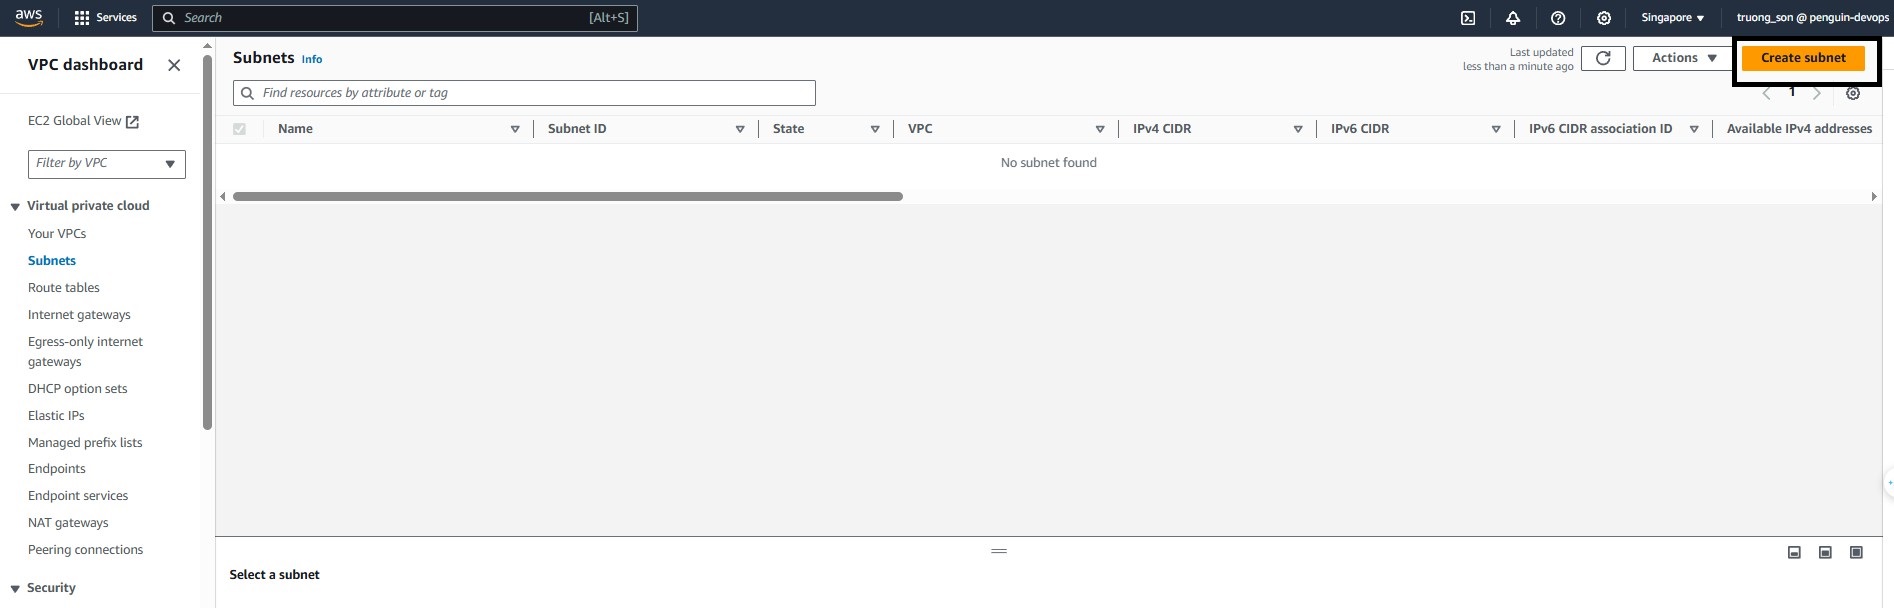 aws
Services
Search
[Alt+S]
Singapore
truong_son @ penguin-devops
VPC dashboard
EC2 Global View
Filter by VPC
Virtual private cloud
Your VPCs
Subnets
Route tables
Internet gateways
Egress-only internet
gateways
DHCP option sets
Elastic IPs
Managed prefix lists
Endpoints
Endpoint services
NAT gateways
Peering connections
Security
Subnets Info
Last updated
less than a minute ago
Actions
Create subnet
Find resources by attribute or tag
1
Name
Subnet ID
State
VPC
IPv4 CIDR
IPv6 CIDR
IPv6 CIDR association ID
Available IPv4 addresses
No subnet found
Select a subnet